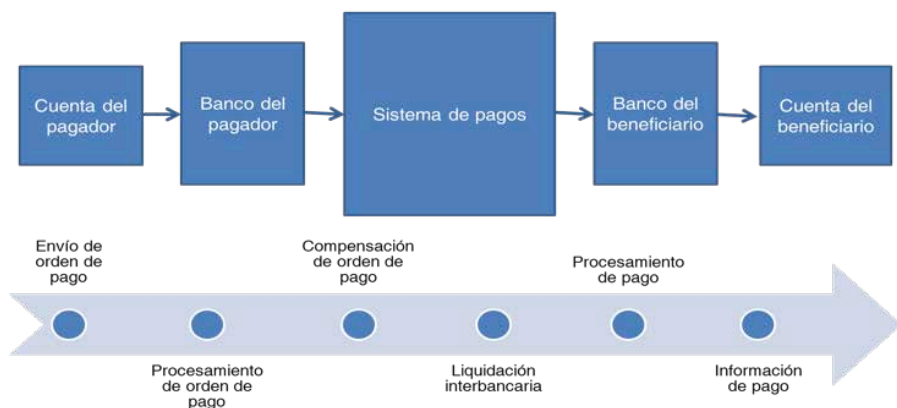 Cuenta del
pagador
Banco del
pagador
Sistema de pagos
Banco del
beneficiario
Cuenta del
beneficiario
Envío de
orden de
pago
Procesamiento
de orden de
pago
Compensación
de orden de
pago
Liquidación
interbancaria
Procesamiento
de pago
Información
de pago